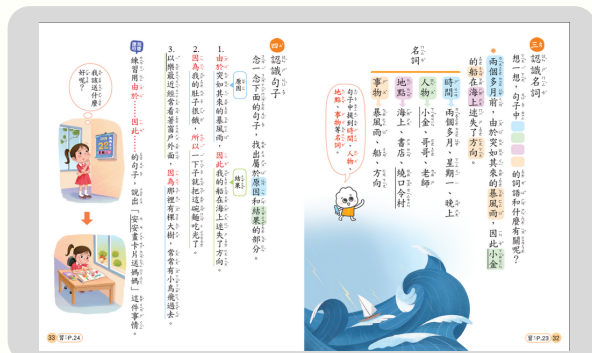 三 認識名詞
想一想,句子中 的詞語和什麼有關呢?
兩個多月前,由於突如其來的暴風雨,因此小金
的船在海上迷失了方向。
名詞
時間:兩個多月、星期一、晚上
人物:小金、哥哥、老師
地點:海上、書店、繞口令村
事物:暴風雨、船、方向
句子中提到時間、人物、
地點、事物等名詞。
習 P.23 32
四 認識句子
念一念下面的句子,找出屬於原因和結果的部分。
原因
結果
1. 由於突如其來的暴風雨,因此我的船在海上迷失了方向。
2. 因為我的肚子很餓,所以一下子就把這碗麵吃光了。
3. 以樂最近經常看著窗戶外面,因為那裡有棵大樹,常常有小鳥飛過去。
練習用由於……因此……的句子,說出「安安畫卡片送媽媽」這件事情。
我該送什麼
好呢?
33 習 P.24